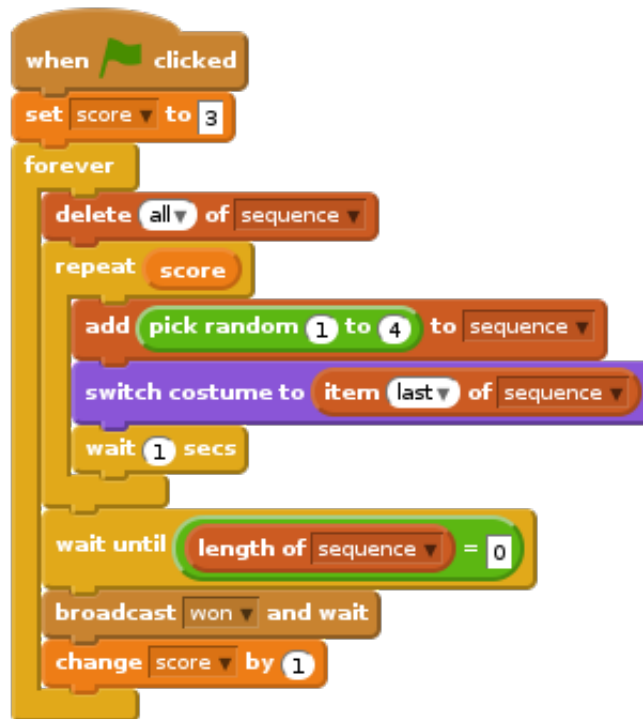 when clicked
set score to 3
forever
delete all of sequence
repeat score
add pick random 1 to 4 to sequence
switch costume to item last of sequence
wait 1 secs
wait until length of sequence = 0
broadcast won and wait
change score by 1